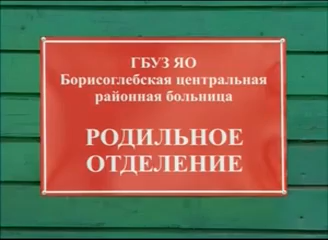 ГБУЗ ЯО
Борисоглебская центральная
районная больница
РОДИЛЬНОЕ
ОТДЕЛЕНИЕ